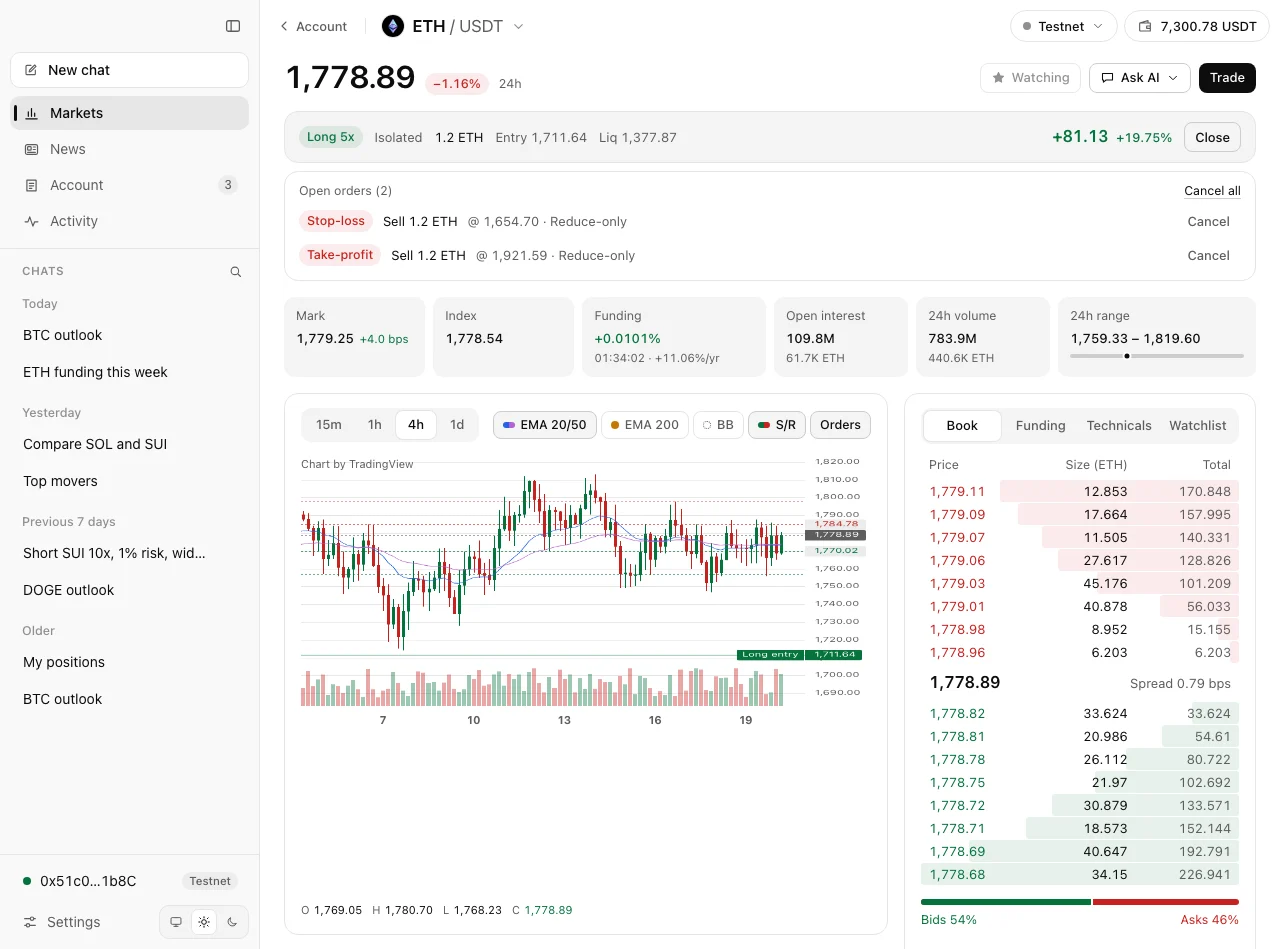 New chat
Markets
News
Account 3
Activity
CHATS
Today
BTC outlook
ETH funding this week
Yesterday
Compare SOL and SUI
Top movers
Previous 7 days
Short SUI 10x, 1% risk, wid...
DOGE outlook
Older
My positions
BTC outlook
0x51c0...1b8C Testnet
Settings
Account ETH / USDT Testnet 7,300.78 USDT
1,778.89 −1.16% 24h Watching Ask AI Trade
Long 5x Isolated 1.2 ETH Entry 1,711.64 Liq 1,377.87 +81.13 +19.75% Close
Open orders (2) Cancel all
Stop-loss Sell 1.2 ETH @ 1,654.70 · Reduce-only Cancel
Take-profit Sell 1.2 ETH @ 1,921.59 · Reduce-only Cancel
Mark
1,779.25 +4.0 bps
Index
1,778.54
Funding
+0.0101%
01:34:02 · +11.06%/yr
Open interest
109.8M
61.7K ETH
24h volume
783.9M
440.6K ETH
24h range
1,759.33 – 1,819.60
15m 1h 4h 1d EMA 20/50 EMA 200 BB S/R Orders
Chart by TradingView
1,820.00
1,810.00
1,800.00
1,790.00
1,784.78
1,778.89
1,770.02
1,760.00
1,750.00
1,740.00
1,730.00
1,720.00
Long entry 1,711.64
1,700.00
1,690.00
7 10 13 16 19
O 1,769.05 H 1,780.70 L 1,768.23 C 1,778.89
Book Funding Technicals Watchlist
Price Size (ETH) Total
1,779.11 12.853 170.848
1,779.09 17.664 157.995
1,779.07 11.505 140.331
1,779.06 27.617 128.826
1,779.03 45.176 101.209
1,779.01 40.878 56.033
1,778.98 8.952 15.155
1,778.96 6.203 6.203
1,778.89 Spread 0.79 bps
1,778.82 33.624 33.624
1,778.81 20.986 54.61
1,778.78 26.112 80.722
1,778.75 21.97 102.692
1,778.72 30.879 133.571
1,778.71 18.573 152.144
1,778.69 40.647 192.791
1,778.68 34.15 226.941
Bids 54% Asks 46%